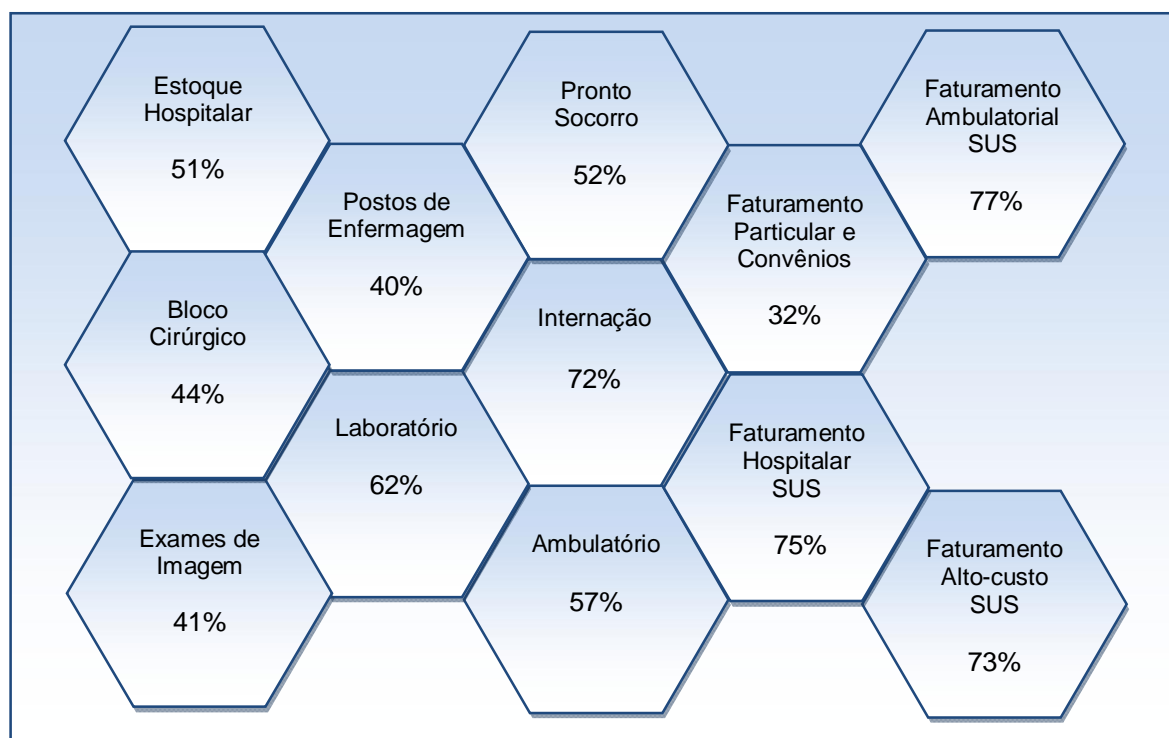 Estoque
Hospitalar
51%
Bloco
Cirúrgico
44%
Exames de
Imagem
41%
Postos de
Enfermagem
40%
Laboratório
62%
Pronto
Socorro
52%
Internação
72%
Ambulatório
57%
Faturamento
Particular e
Convênios
32%
Faturamento
Hospitalar
SUS
75%
Faturamento
Ambulatorial
SUS
77%
Faturamento
Alto-custo
SUS
73%